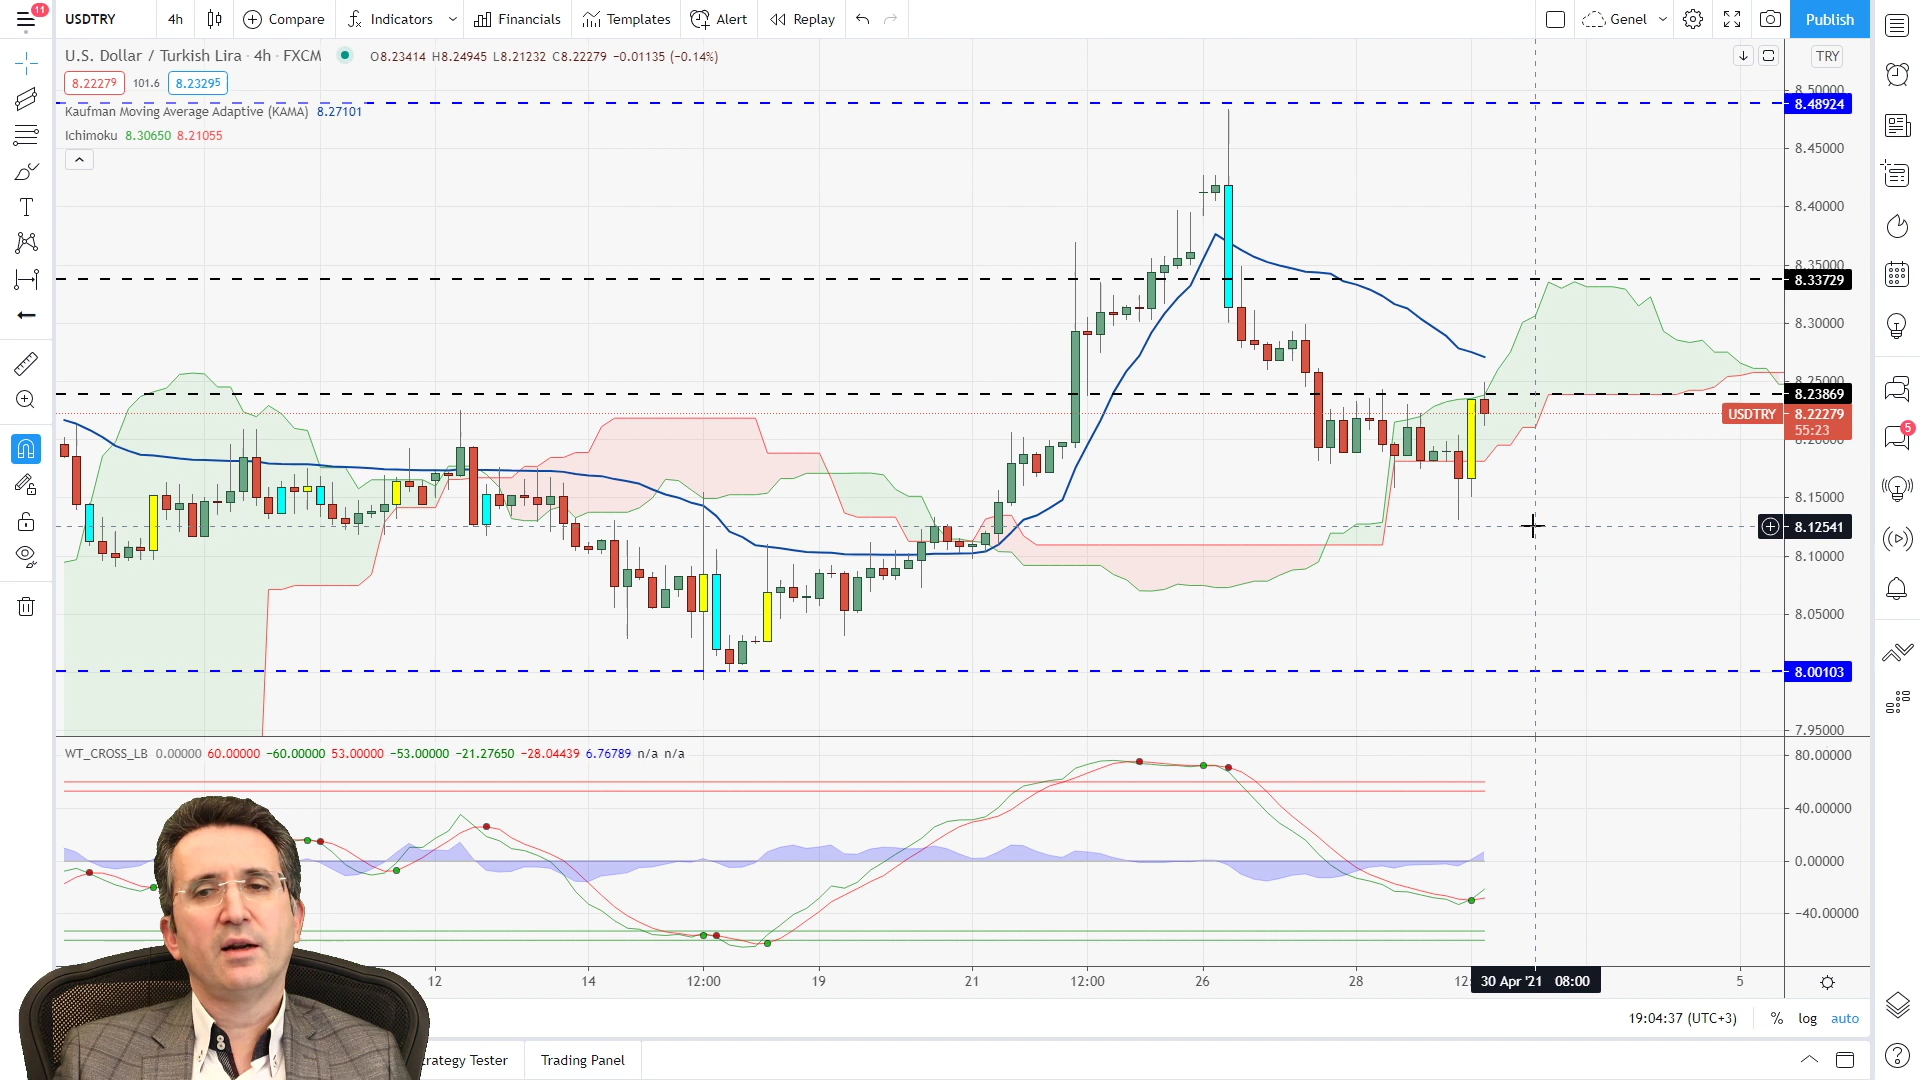 11
USDTRY 4h Compare Indicators Financials Templates Alert Replay Genel Publish
U.S. Dollar / Turkish Lira · 4h · FXCM O8.23414 H8.24945 L8.21232 C8.22279 −0.01135 (−0.14%)
TRY
8.22279 101.6 8.23295
Kaufman Moving Average Adaptive (KAMA) 8.27101
Ichimoku 8.30650 8.21055
8.50000
8.48924
8.45000
8.40000
8.35000
8.33729
8.30000
8.25000
8.23869
USDTRY 8.22279
55:23
8.20000
8.15000
8.12541
8.10000
8.05000
8.00103
7.95000
WT_CROSS_LB 0.00000 60.00000 −60.00000 53.00000 −53.00000 −21.27650 −28.04439 6.76789 n/a n/a
80.00000
40.00000
0.00000
−40.00000
12 14 12:00 19 21 12:00 26 28 12: 30 Apr '21 08:00 5
19:04:37 (UTC+3) % log auto
trategy Tester Trading Panel
5